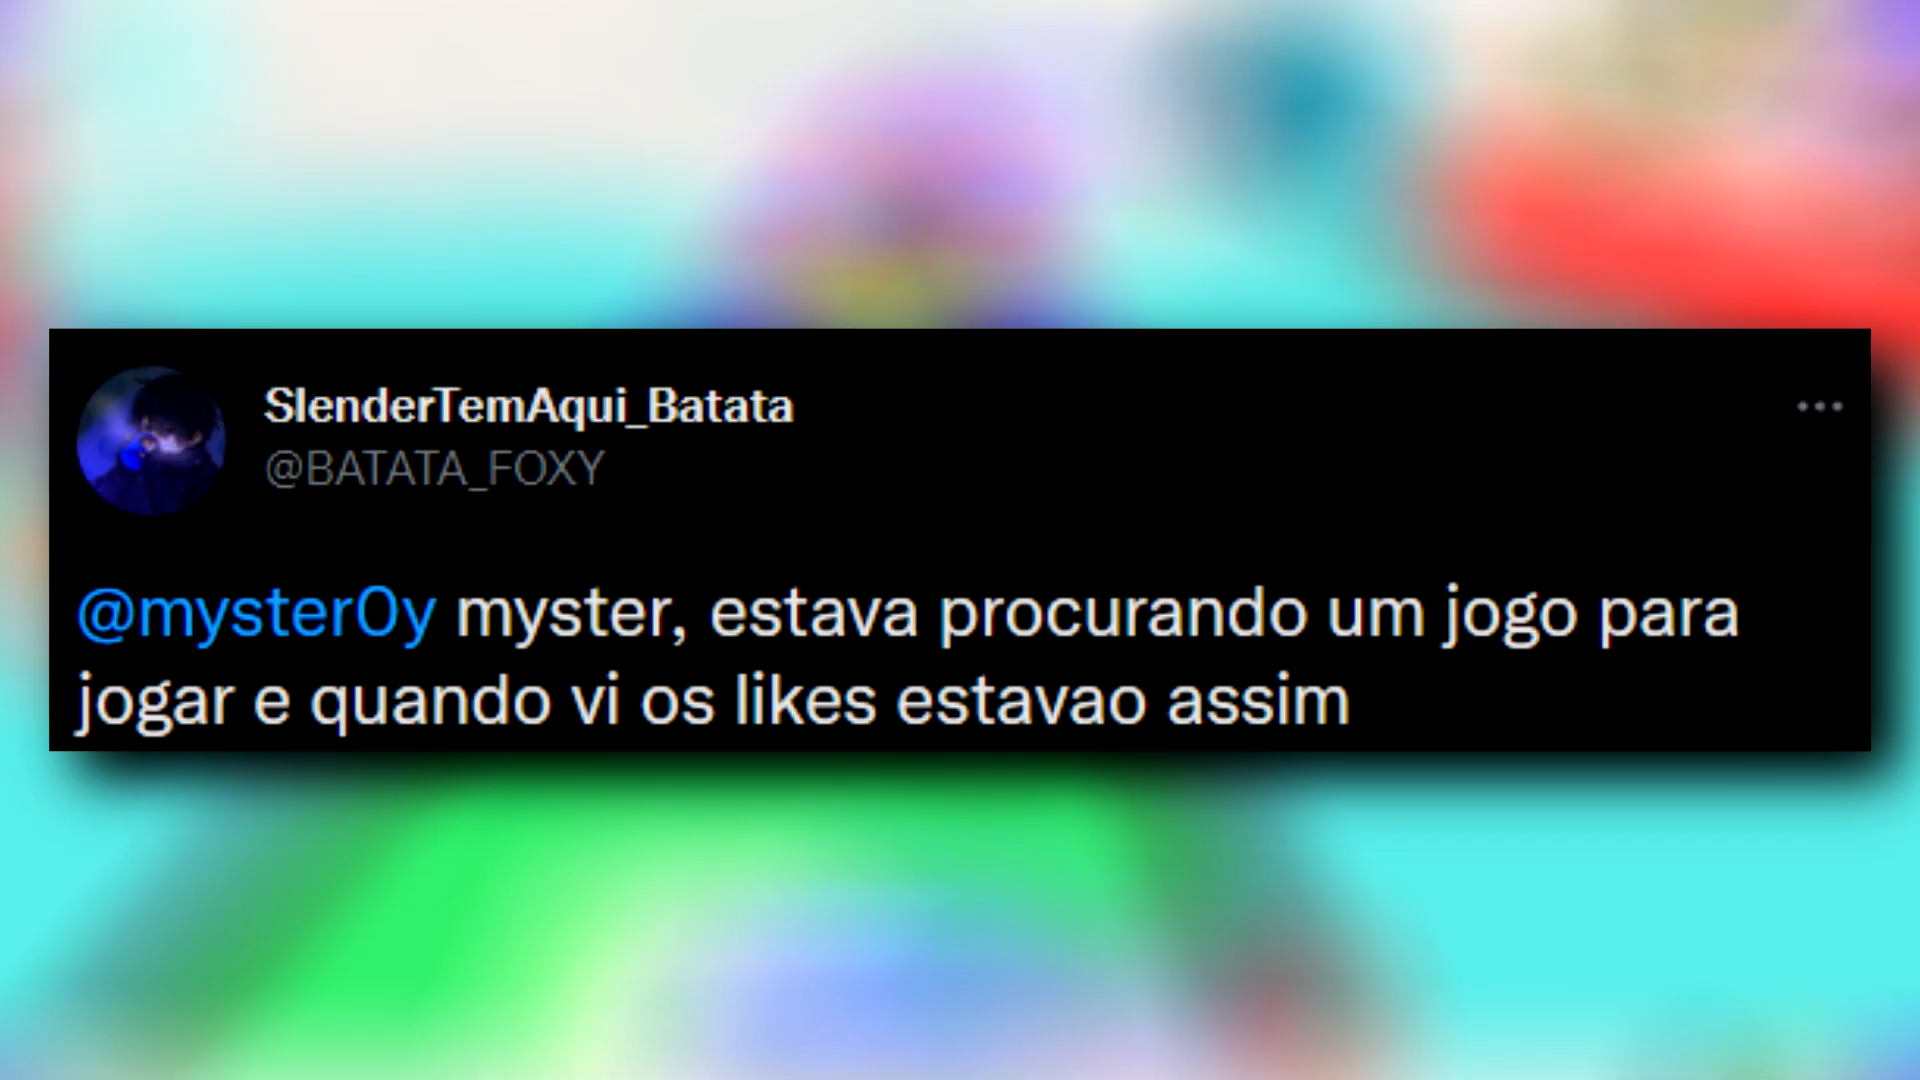 SlenderTemAqui_Batata
@BATATA_FOXY
@myster0y myster, estava procurando um jogo para
jogar e quando vi os likes estavao assim